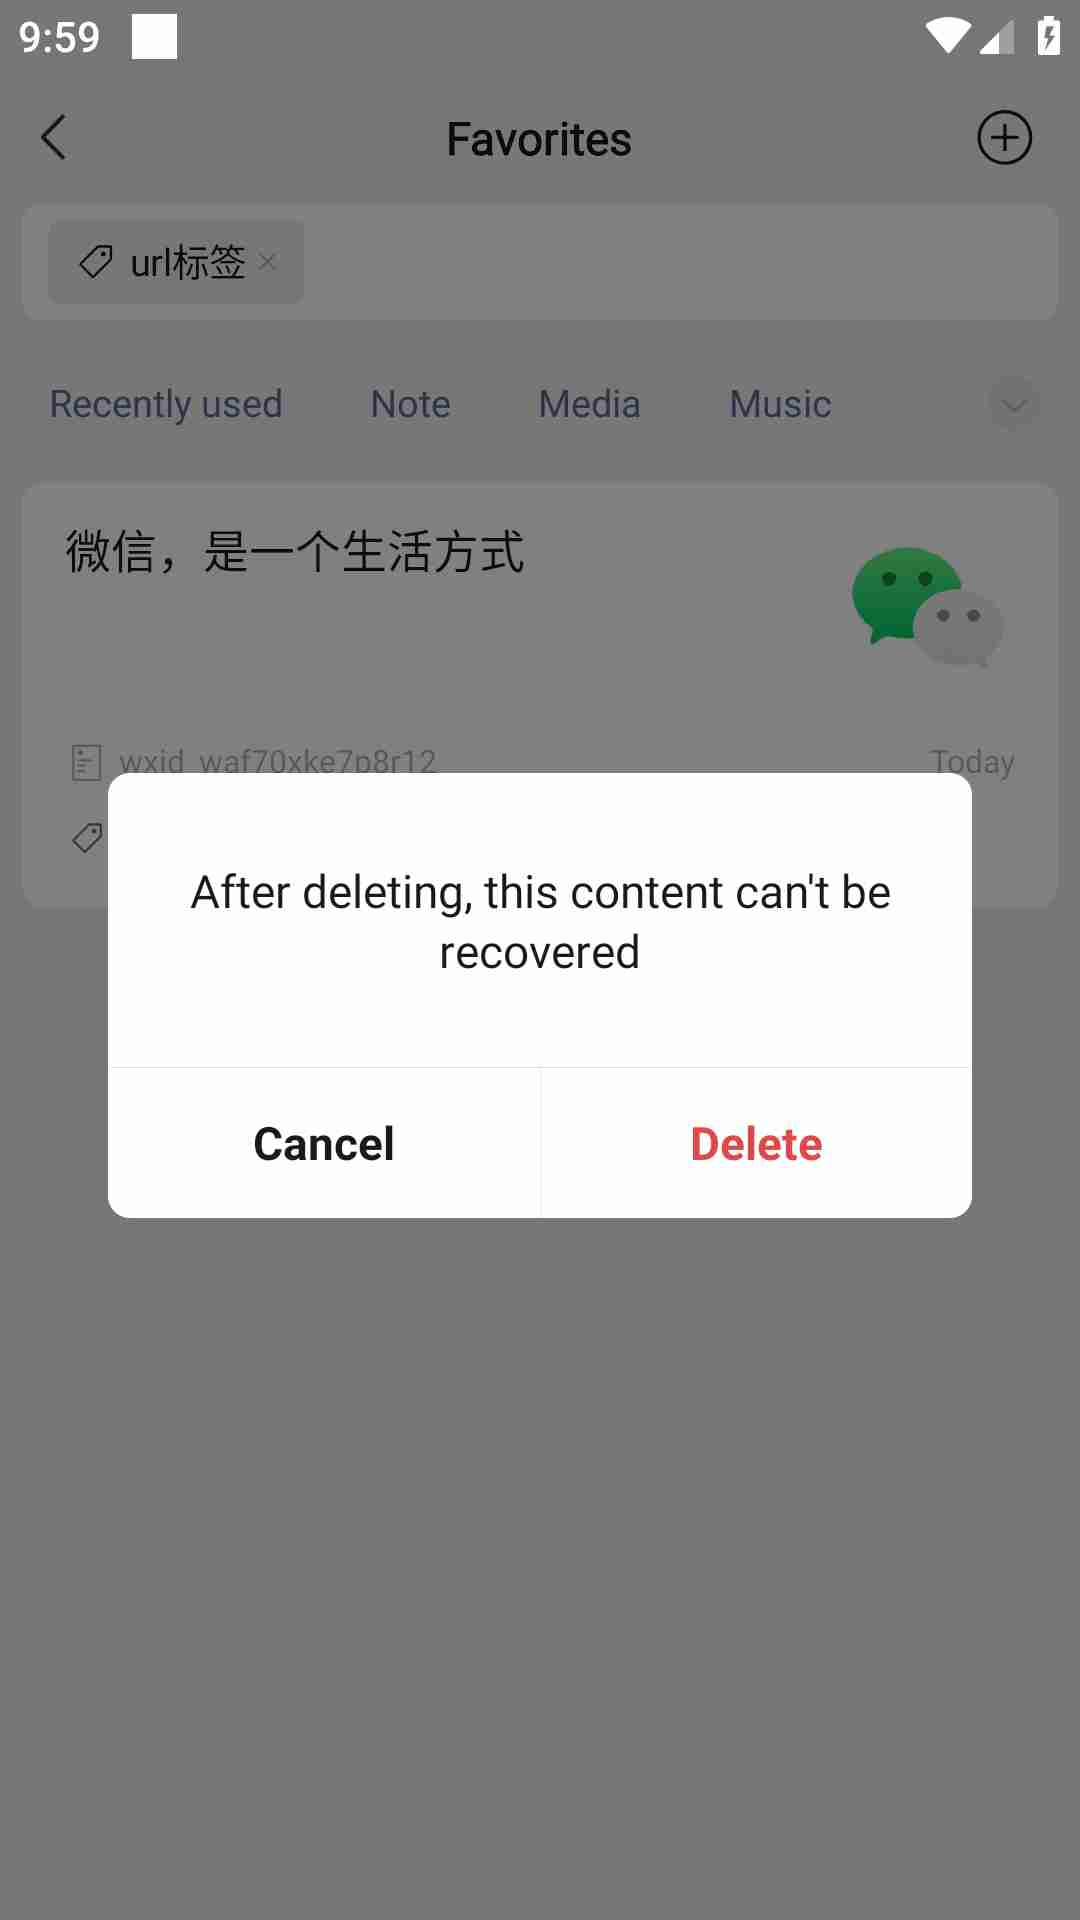 9:59
Favorites
url标签
Recently used Note Media Music
微信，是一个生活方式
wxid_waf70xke7p8r12 Today
After deleting, this content can't be
recovered
Cancel Delete